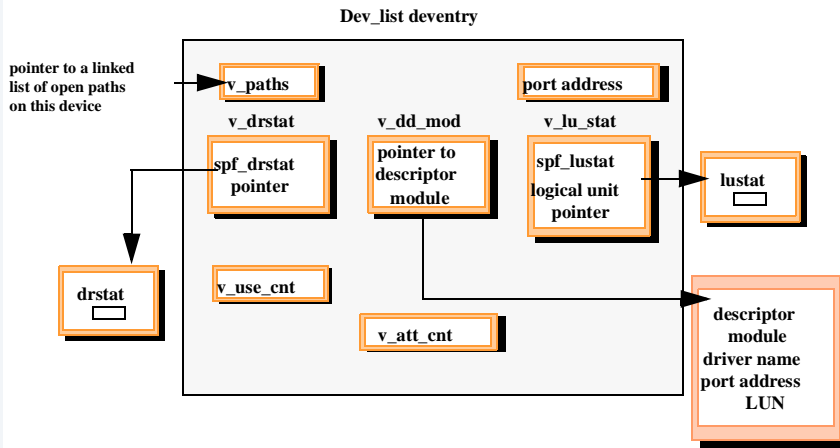 Dev_list deventry
pointer to a linked
list of open paths
on this device
v_paths
port address
v_drstat
v_dd_mod
v_lu_stat
spf_drstat
pointer
pointer to
descriptor
module
spf_lustat
logical unit
pointer
lustat
drstat
v_use_cnt
v_att_cnt
descriptor
module
driver name
port address
LUN